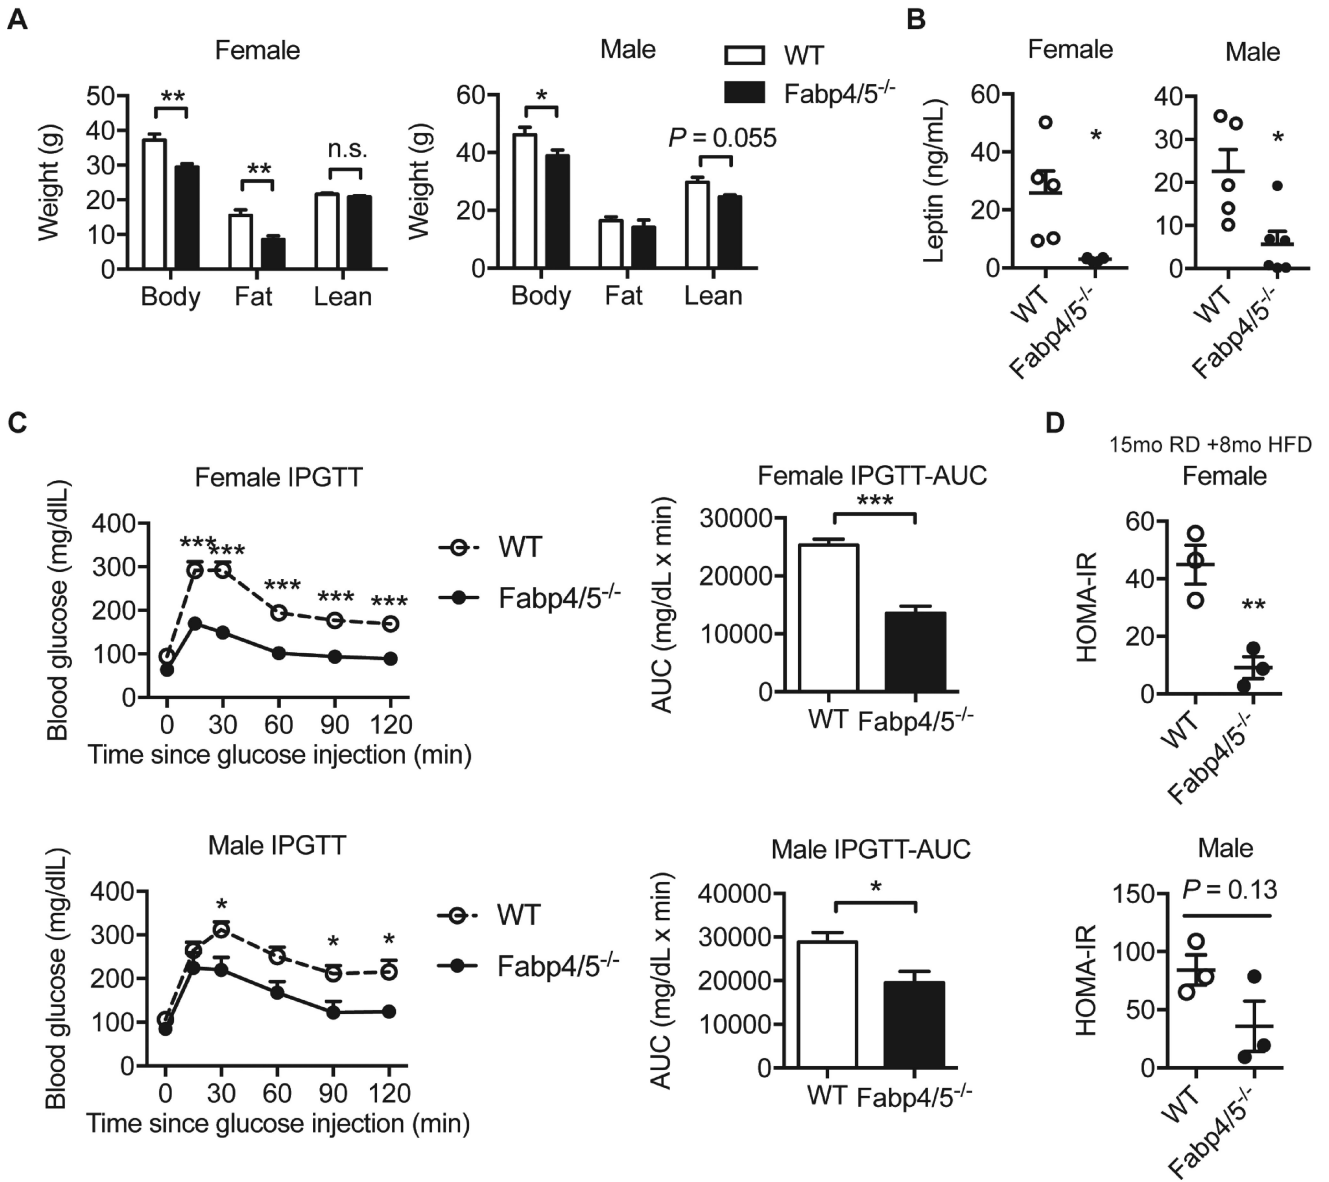 A
Female
Weight (g)
50
40
30
20
10
0
**
**
n.s.
Body
Fat
Lean
Male
WT
Fabp4/5-/-
Weight (g)
60
40
20
0
*
P = 0.055
Body
Fat
Lean
B
Female
Leptin (ng/mL)
60
40
20
0
*
WT
Fabp4/5-/-
Male
40
30
20
10
0
*
WT
Fabp4/5-/-
C
Female IPGTT
Blood glucose (mg/dlL)
400
300
200
100
0
***
***
***
***
***
0
30
60
90
120
Time since glucose injection (min)
WT
Fabp4/5-/-
Female IPGTT-AUC
AUC (mg/dL x min)
30000
20000
10000
0
***
WT
Fabp4/5-/-
D
15mo RD +8mo HFD
Female
HOMA-IR
60
40
20
0
**
WT
Fabp4/5-/-
Male IPGTT
Blood glucose (mg/dlL)
400
300
200
100
0
*
*
*
0
30
60
90
120
Time since glucose injection (min)
WT
Fabp4/5-/-
Male IPGTT-AUC
AUC (mg/dL x min)
40000
30000
20000
10000
0
*
WT
Fabp4/5-/-
Male
HOMA-IR
150
100
50
0
P = 0.13
WT
Fabp4/5-/-